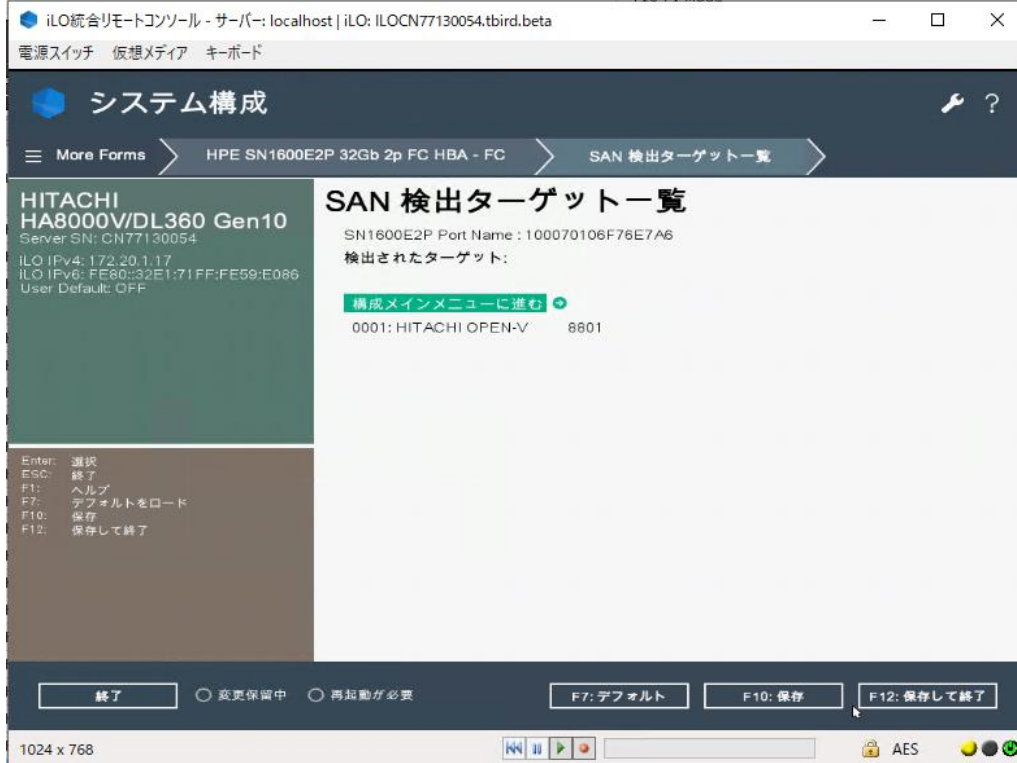 iLO統合リモートコンソール - サーバー: localhost | iLO: ILOCN77130054.tbird.beta
電源スイッチ 仮想メディア キーボード
システム構成
?
More Forms HPE SN1600E2P 32Gb 2p FC HBA - FC SAN 検出ターゲット一覧
HITACHI
HA8000V/DL360 Gen10
Server SN: CN77130054
iLO IPv4: 172.20.1.17
iLO IPv6: FE80::32E1:71FF:FE59:E086
User Default: OFF
SAN 検出ターゲット一覧
SN1600E2P Port Name : 100070106F76E7A6
検出されたターゲット:
構成メインメニューに進む
0001: HITACHI OPEN-V 8801
Enter: 選択
ESC: 終了
F1: ヘルプ
F7: デフォルトをロード
F10: 保存
F12: 保存して終了
終了 変更保留中 再起動が必要 F7: デフォルト F10: 保存 F12: 保存して終了
1024 x 768 AES